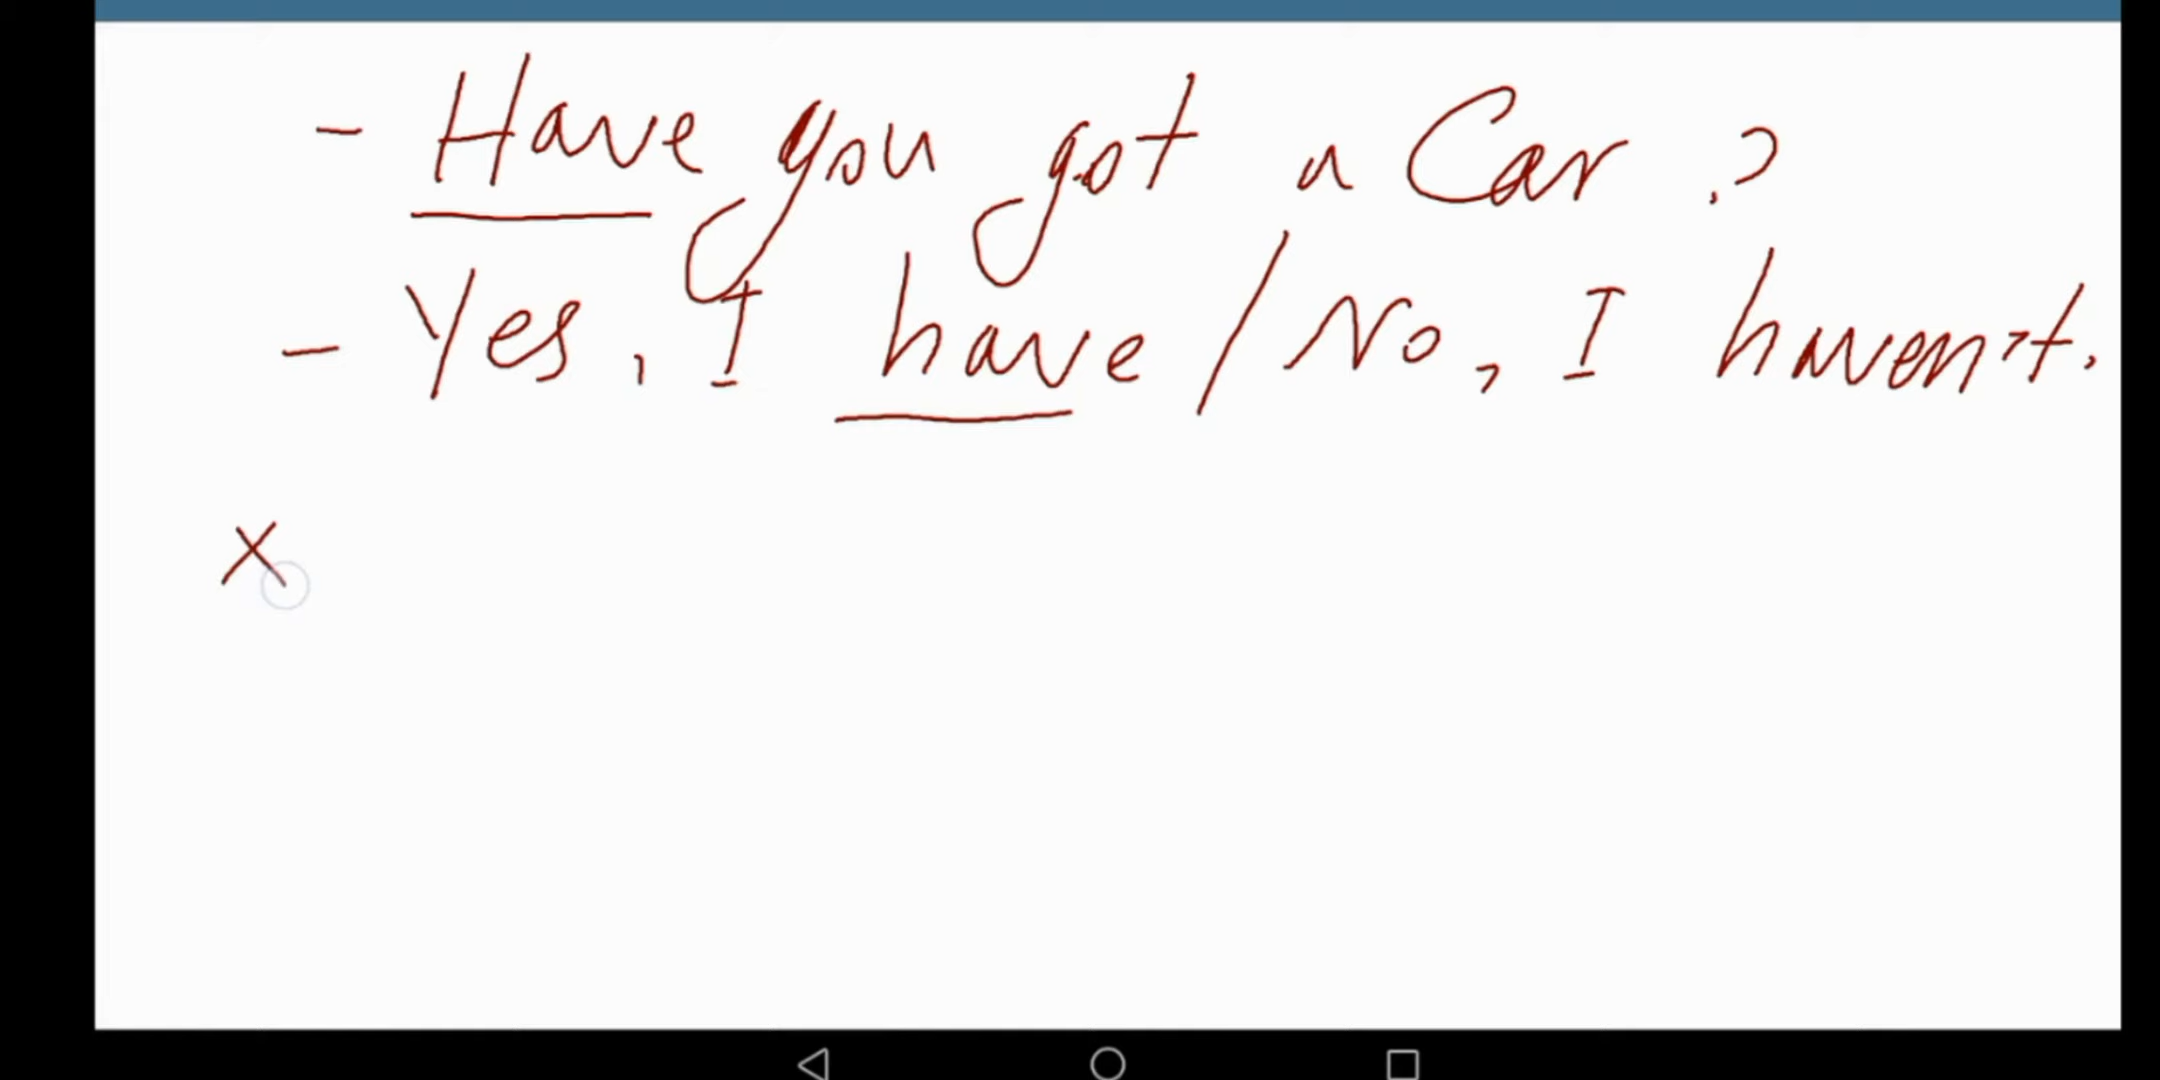 - Have you got a Car ?
- Yes, I have / No, I haven't.
x